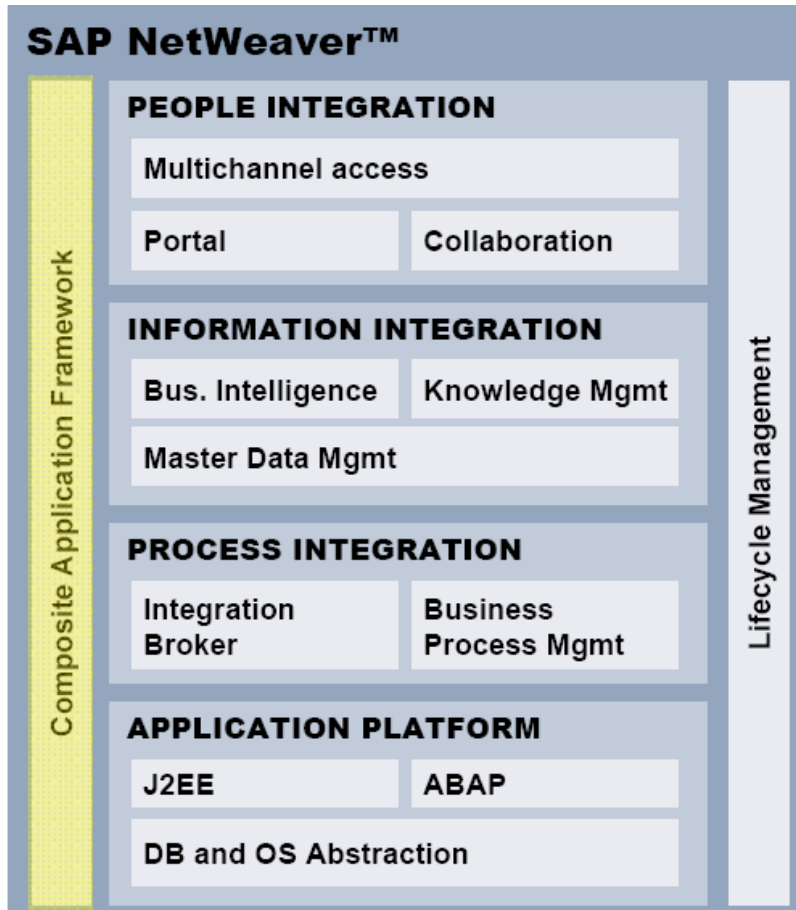 SAP NetWeaver™
Composite Application Framework
PEOPLE INTEGRATION
Multichannel access
Portal
Collaboration
INFORMATION INTEGRATION
Bus. Intelligence
Knowledge Mgmt
Master Data Mgmt
PROCESS INTEGRATION
Integration
Broker
Business
Process Mgmt
APPLICATION PLATFORM
J2EE
ABAP
DB and OS Abstraction
Lifecycle Management